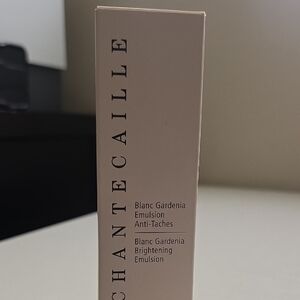 CHANTECAILLE
Blanc Gardenia
Emulsion
Anti-Taches
Blanc Gardenia
Brightening
Emulsion